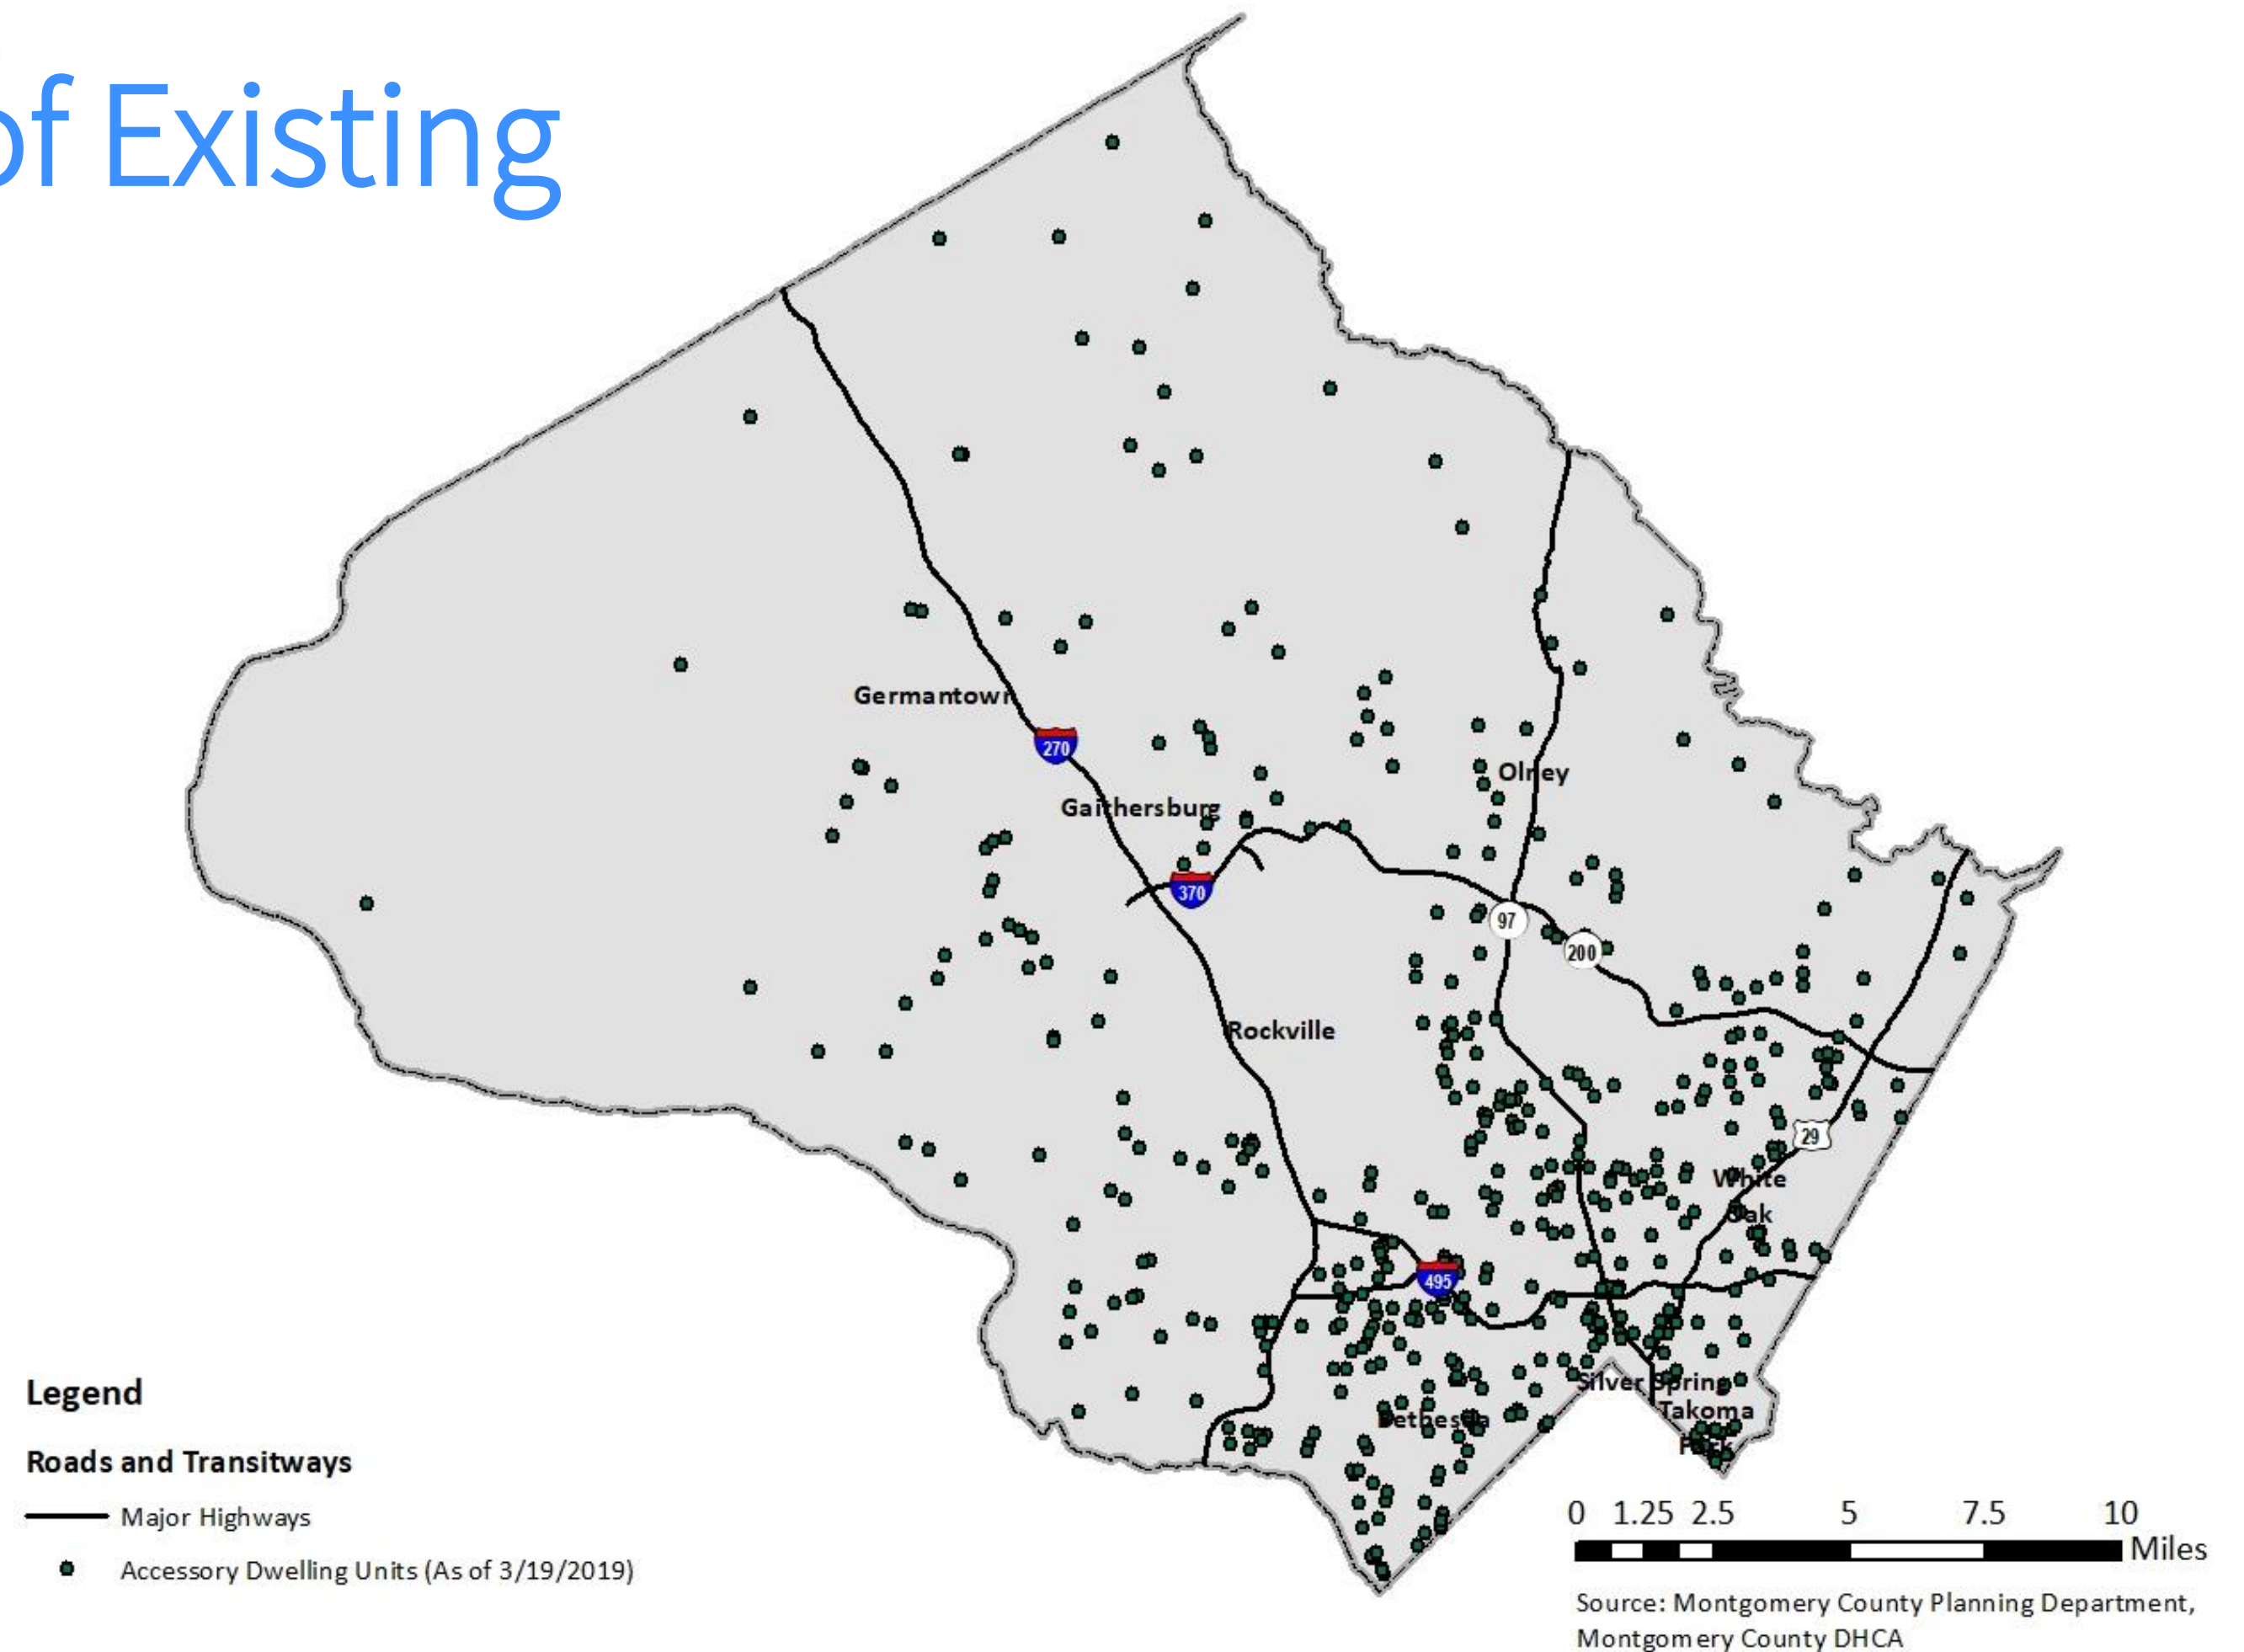 of Existing
Germantown
270
Gaithersburg
Olney
370
97
200
Rockville
29
White
Oak
495
Silver Spring
Bethesda
Takoma
Park
Legend
Roads and Transitways
Major Highways
Accessory Dwelling Units (As of 3/19/2019)
0 1.25 2.5 5 7.5 10
Miles
Source: Montgomery County Planning Department,
Montgomery County DHCA